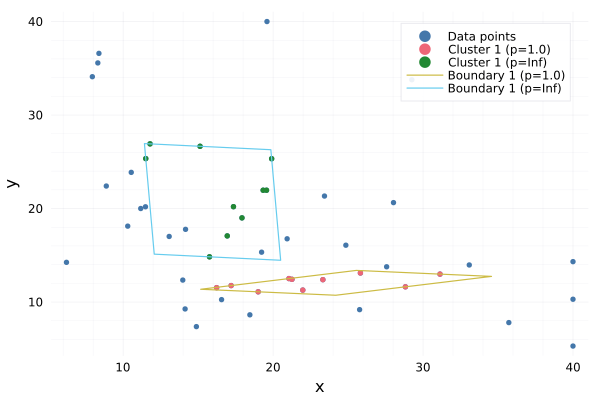 40
30
20
10
y
10
20
30
40
x
Data points
Cluster 1 (p=1.0)
Cluster 1 (p=Inf)
Boundary 1 (p=1.0)
Boundary 1 (p=Inf)